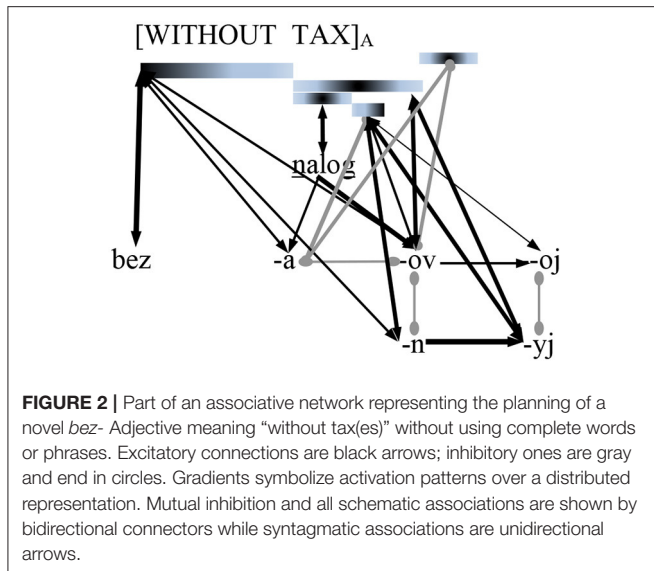 [WITHOUT TAX]A
nalog
bez -a -ov -oj
-n -yj
FIGURE 2 | Part of an associative network representing the planning of a
novel bez- Adjective meaning “without tax(es)” without using complete words
or phrases. Excitatory connections are black arrows; inhibitory ones are gray
and end in circles. Gradients symbolize activation patterns over a distributed
representation. Mutual inhibition and all schematic associations are shown by
bidirectional connectors while syntagmatic associations are unidirectional
arrows.